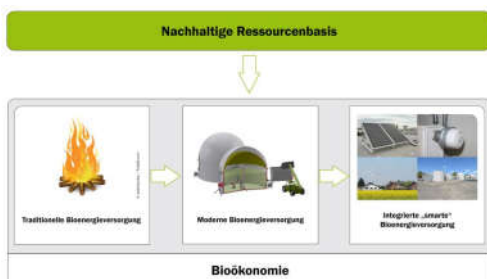 Nachhaltige Ressourcenbasis
Traditionelle Bioenergieversorgung
Moderne Bioenergieversorgung
Integrierte „smarte“
Bioenergieversorgung
Bioökonomie